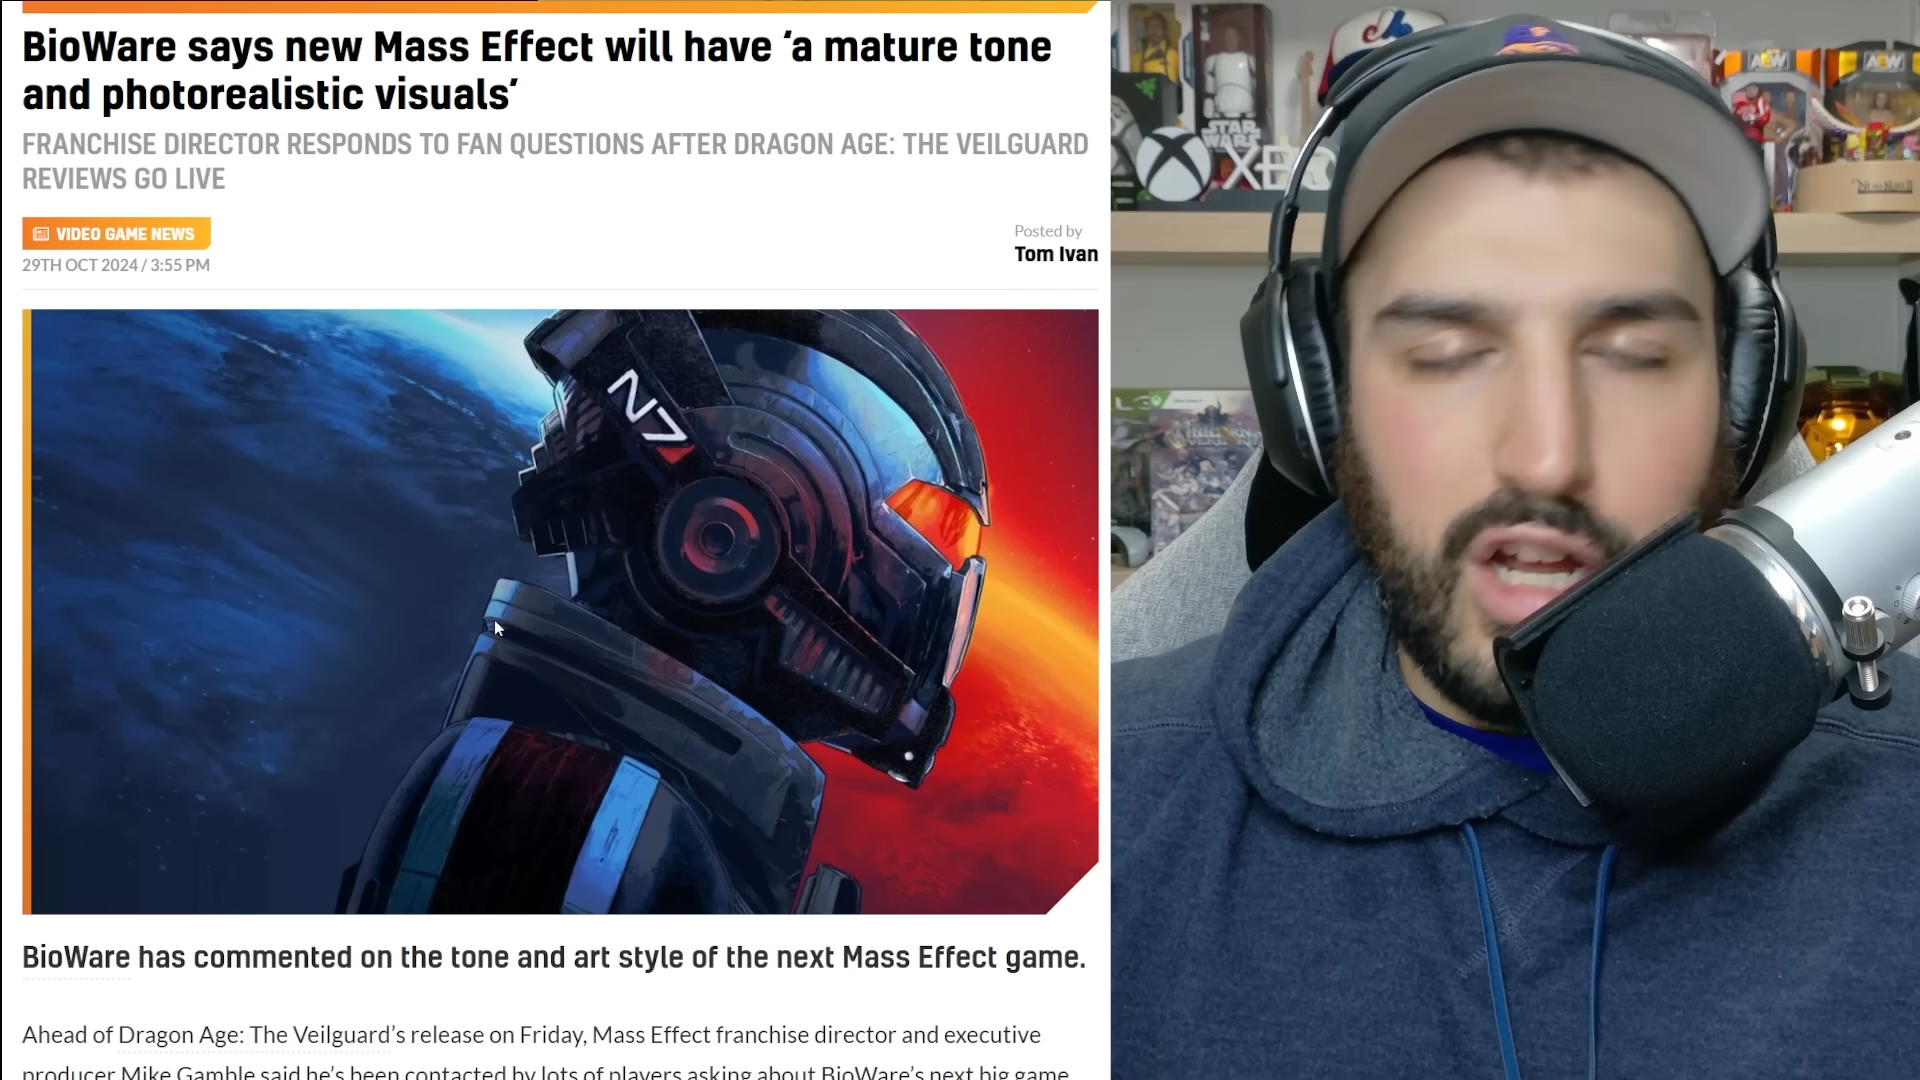 BioWare says new Mass Effect will have ‘a mature tone
and photorealistic visuals’
FRANCHISE DIRECTOR RESPONDS TO FAN QUESTIONS AFTER DRAGON AGE: THE VEILGUARD
REVIEWS GO LIVE
VIDEO GAME NEWS
29TH OCT 2024 / 3:55 PM
Posted by
Tom Ivan
N7
BioWare has commented on the tone and art style of the next Mass Effect game.
Ahead of Dragon Age: The Veilguard’s release on Friday, Mass Effect franchise director and executive
producer Mike Gamble said he’s been contacted by lots of players asking about BioWare’s next big game
STAR
WARS
XB
AEW
AEW